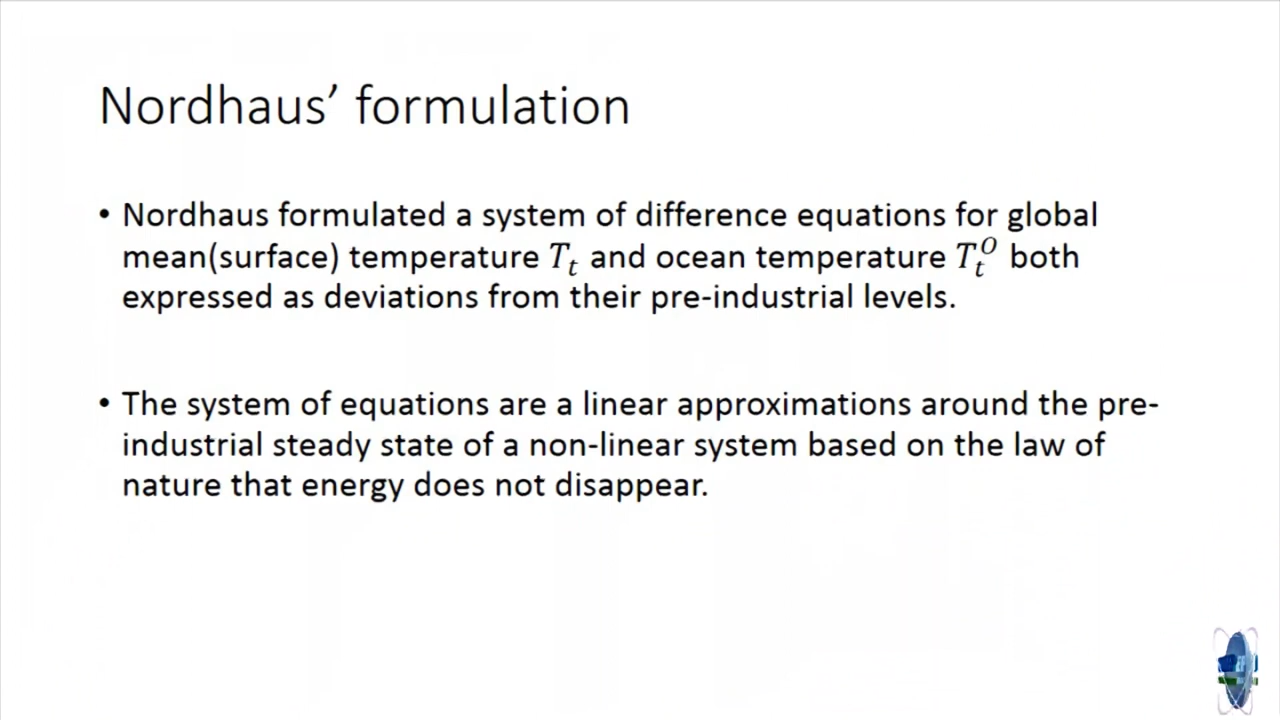 Nordhaus’ formulation
• Nordhaus formulated a system of difference equations for global
mean(surface) temperature T_t and ocean temperature T_t^O both
expressed as deviations from their pre-industrial levels.
• The system of equations are a linear approximations around the pre-
industrial steady state of a non-linear system based on the law of
nature that energy does not disappear.